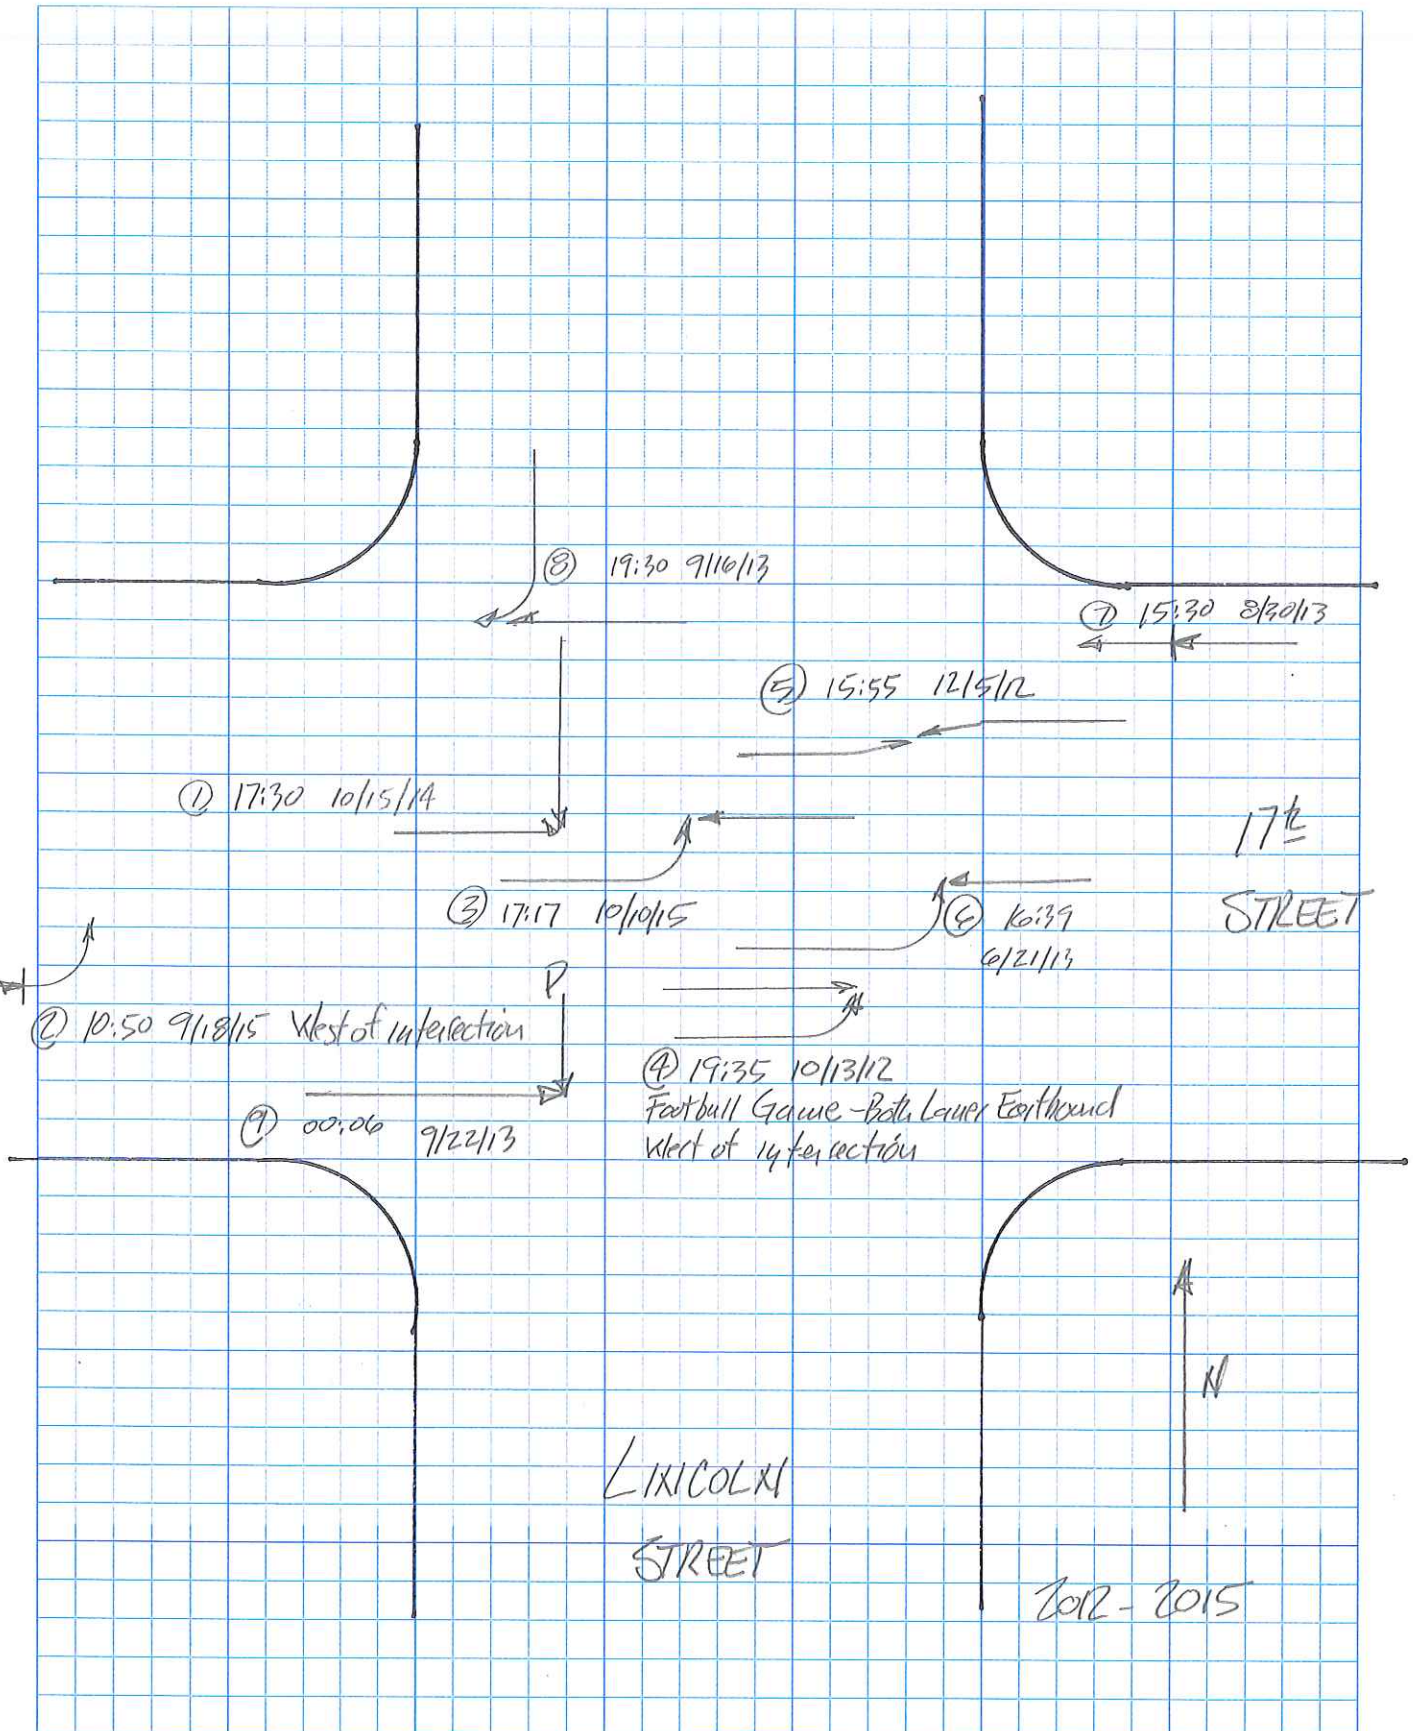 ⑧ 19:30 9/16/13
⑦ 15:30 8/30/13
⑤ 15:55 12/5/12
① 17:30 10/15/14
17th
STREET
③ 17:17 10/10/15
⑥ 16:39
6/21/13
P
② 10:50 9/18/15 West of intersection
④ 19:35 10/13/12
Football Game - Both Lanes Eastbound
West of intersection
⑨ 00:06 9/22/13
N
LINCOLN
STREET
2012 - 2015